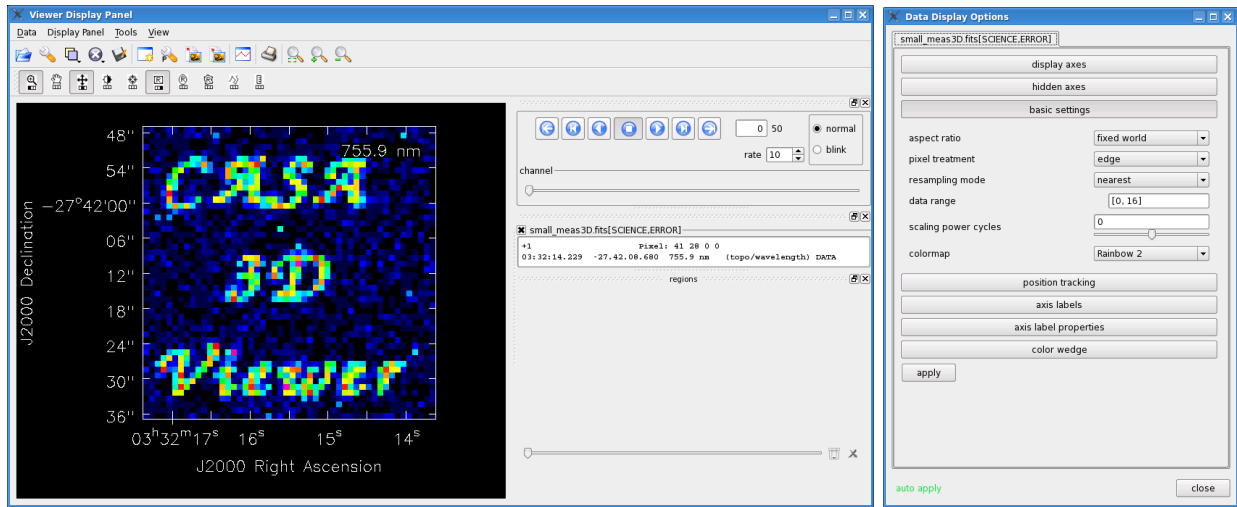 Viewer Display Panel
Data Display Panel Tools View
48"
755.9 nm
54"
−27°42'00"
06"
12"
18"
24"
30"
36"
J2000 Declination
CASA
3D
Viewer
03h32m17s 16s 15s 14s
J2000 Right Ascension
0 50
normal
blink
rate 10
channel
small_meas3D.fits[SCIENCE,ERROR]
+1 Pixel: 41 28 0 0
03:32:14.229 -27.42.08.680 755.9 nm (topo/wavelength) DATA
regions
Data Display Options
small_meas3D.fits[SCIENCE,ERROR]
display axes
hidden axes
basic settings
aspect ratio fixed world
pixel treatment edge
resampling mode nearest
data range [0, 16]
scaling power cycles 0
colormap Rainbow 2
position tracking
axis labels
axis label properties
color wedge
apply
auto apply
close